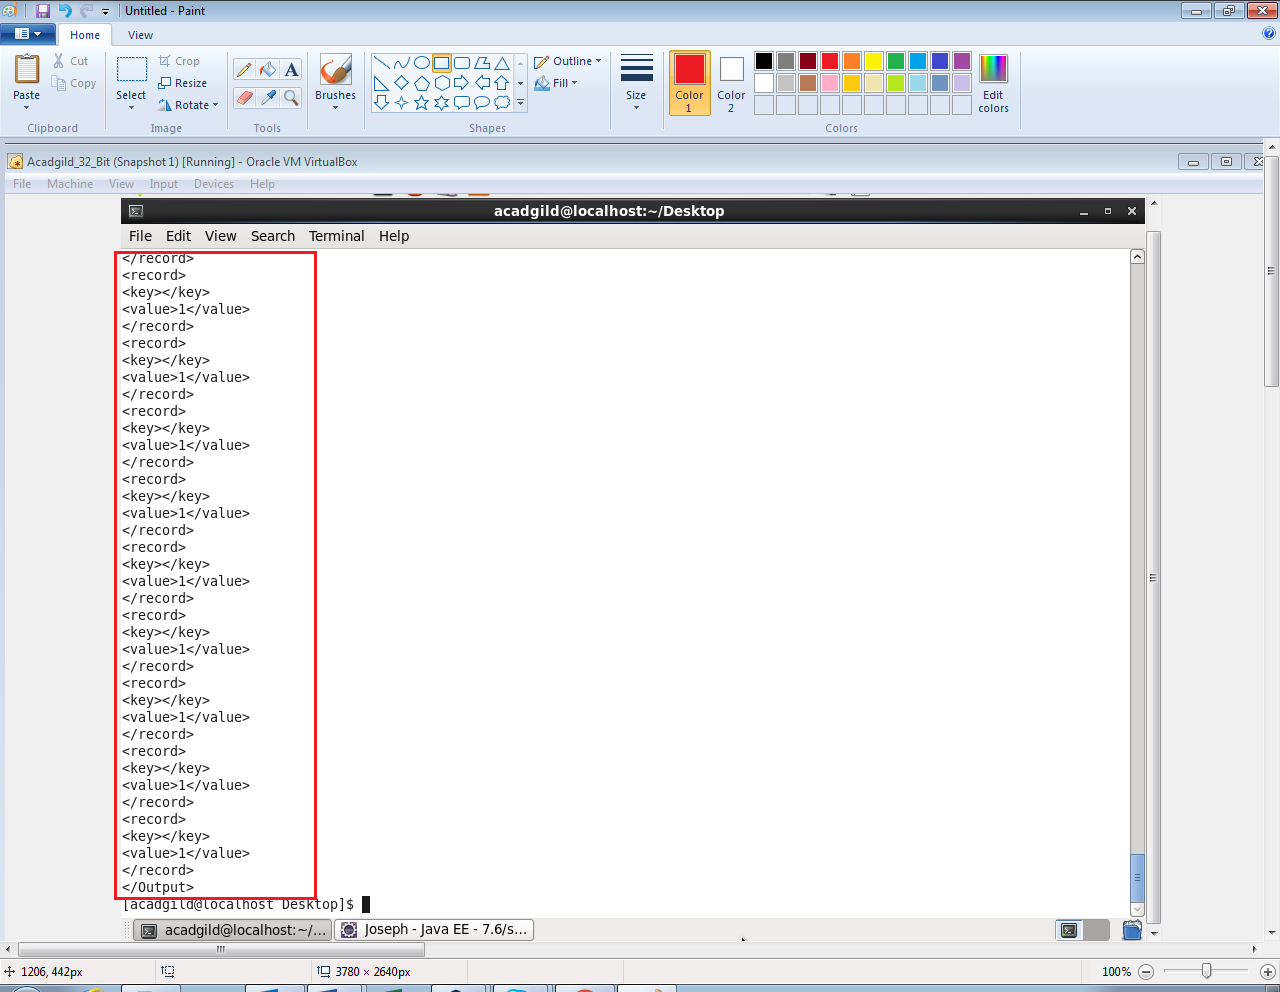 Untitled - Paint
Home View
Cut
Copy
Paste
Clipboard
Crop
Resize
Rotate
Select
Image
A
Tools
Brushes
Outline
Fill
Shapes
Size
Color 1
Color 2
Edit colors
Colors
Acadgild_32_Bit (Snapshot 1) [Running] - Oracle VM VirtualBox
File Machine View Input Devices Help
acadgild@localhost:~/Desktop
File Edit View Search Terminal Help
</record>
<record>
<key></key>
<value>1</value>
</record>
<record>
<key></key>
<value>1</value>
</record>
<record>
<key></key>
<value>1</value>
</record>
<record>
<key></key>
<value>1</value>
</record>
<record>
<key></key>
<value>1</value>
</record>
<record>
<key></key>
<value>1</value>
</record>
<record>
<key></key>
<value>1</value>
</record>
<record>
<key></key>
<value>1</value>
</record>
<record>
<key></key>
<value>1</value>
</record>
</Output>
[acadgild@localhost Desktop]$
acadgild@localhost:~/... Joseph - Java EE - 7.6/s...
1206, 442px 3780 × 2640px 100%